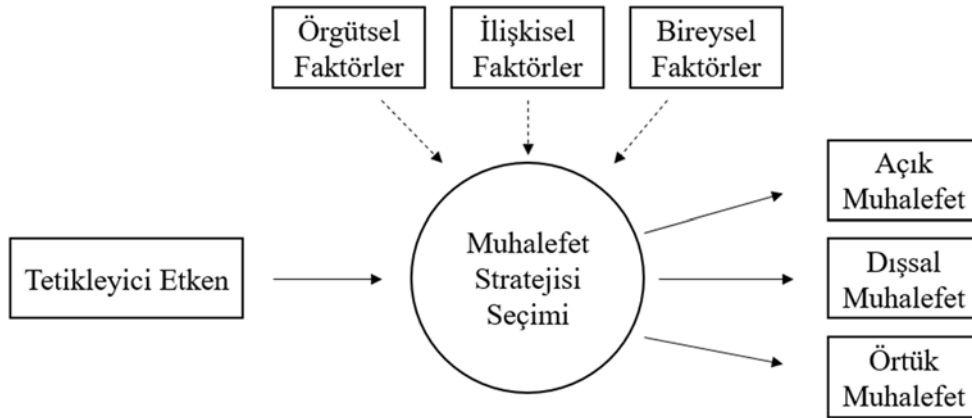 Örgütsel
Faktörler
İlişkisel
Faktörler
Bireysel
Faktörler
Tetikleyici Etken
Muhalefet
Stratejisi
Seçimi
Açık
Muhalefet
Dışsal
Muhalefet
Örtük
Muhalefet